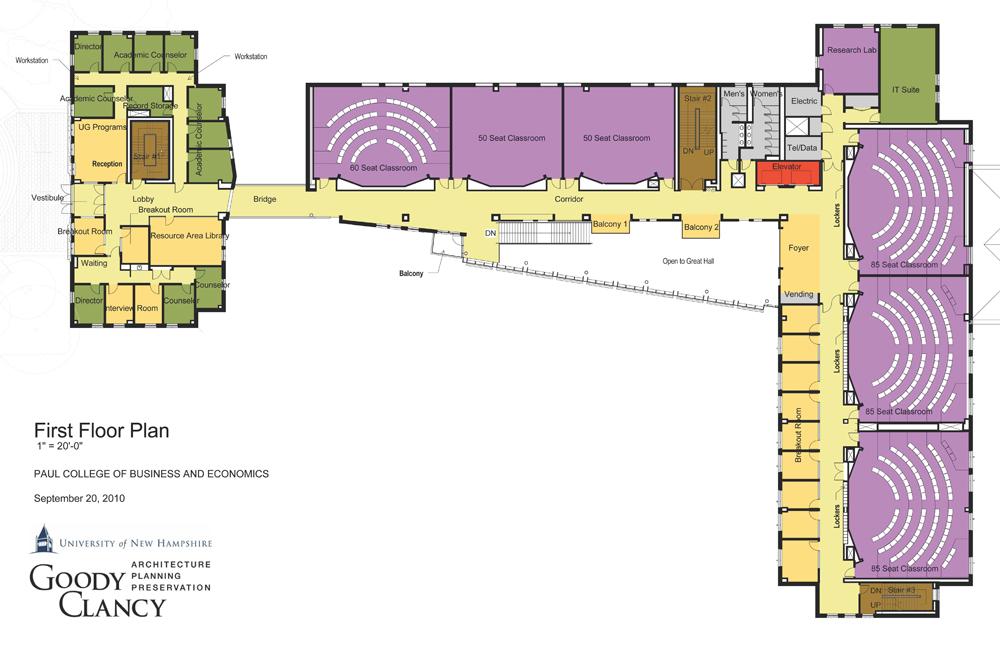 Director
Academic Counselor
Workstation
Workstation
Academic Counselor
Record Storage
UG Programs
Academic Counselor
Stair #1
Reception
Vestibule
Lobby
Breakout Room
Bridge
Breakout Room
Resource Area Library
Waiting
Director
Interview Room
Counselor
Counselor
60 Seat Classroom
50 Seat Classroom
50 Seat Classroom
Stair #2
DN UP
Men's
Women's
Electric
Tel/Data
Elevator
Research Lab
IT Suite
Corridor
Balcony 1
Balcony 2
DN
Balcony
Open to Great Hall
Foyer
Vending
Lockers
85 Seat Classroom
Lockers
85 Seat Classroom
Breakout Room
Lockers
85 Seat Classroom
DN Stair #3
UP
First Floor Plan
1" = 20'-0"
PAUL COLLEGE OF BUSINESS AND ECONOMICS
September 20, 2010
UNIVERSITY of NEW HAMPSHIRE
GOODY
CLANCY
ARCHITECTURE
PLANNING
PRESERVATION